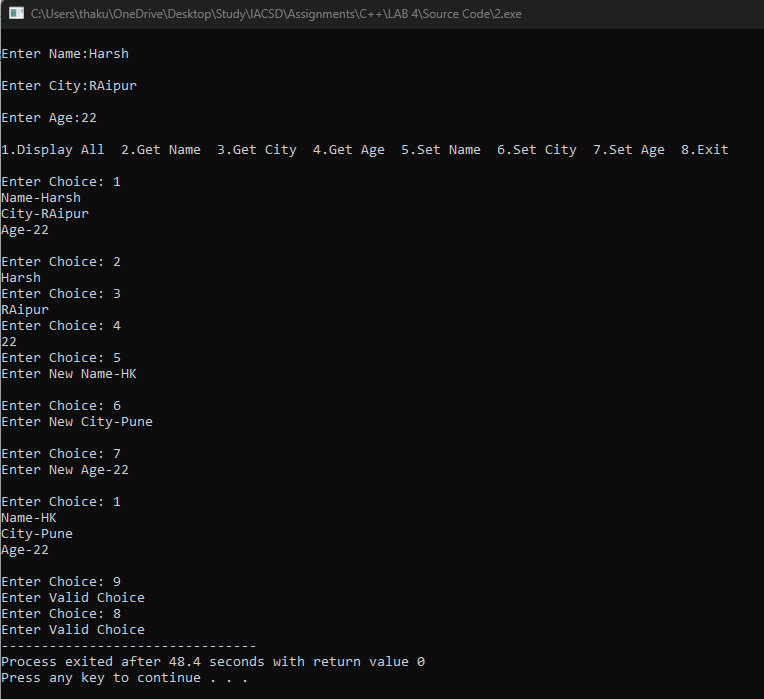 C:\Users\thaku\OneDrive\Desktop\Study\IACSD\Assignments\C++\LAB 4\Source Code\2.exe
Enter Name:Harsh
Enter City:RAipur
Enter Age:22
1.Display All  2.Get Name  3.Get City  4.Get Age  5.Set Name  6.Set City  7.Set Age  8.Exit
Enter Choice: 1
Name-Harsh
City-RAipur
Age-22
Enter Choice: 2
Harsh
Enter Choice: 3
RAipur
Enter Choice: 4
22
Enter Choice: 5
Enter New Name-HK
Enter Choice: 6
Enter New City-Pune
Enter Choice: 7
Enter New Age-22
Enter Choice: 1
Name-HK
City-Pune
Age-22
Enter Choice: 9
Enter Valid Choice
Enter Choice: 8
Enter Valid Choice
--------------------------------
Process exited after 48.4 seconds with return value 0
Press any key to continue . . .